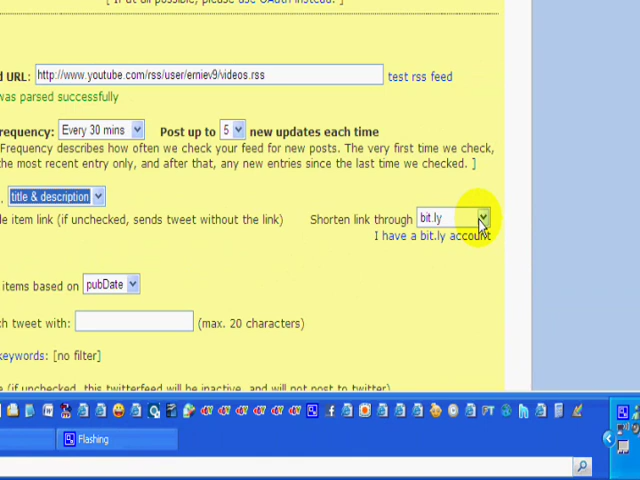 [ If at all possible, please use OAuth instead. ]
d URL: http://www.youtube.com/rss/user/erniev9/videos.rss test rss feed
was parsed successfully
requency: Every 30 mins Post up to 5 new updates each time
Frequency describes how often we check your feed for new posts. The very first time we check,
the most recent entry only, and after that, any new entries since the last time we checked. ]
. title & description
de item link (if unchecked, sends tweet without the link) Shorten link through bit.ly
I have a bit.ly account
items based on pubDate
ch tweet with: (max. 20 characters)
keywords: [no filter]
e (if unchecked, this twitterfeed will be inactive, and will not post to twitter)
Flashing